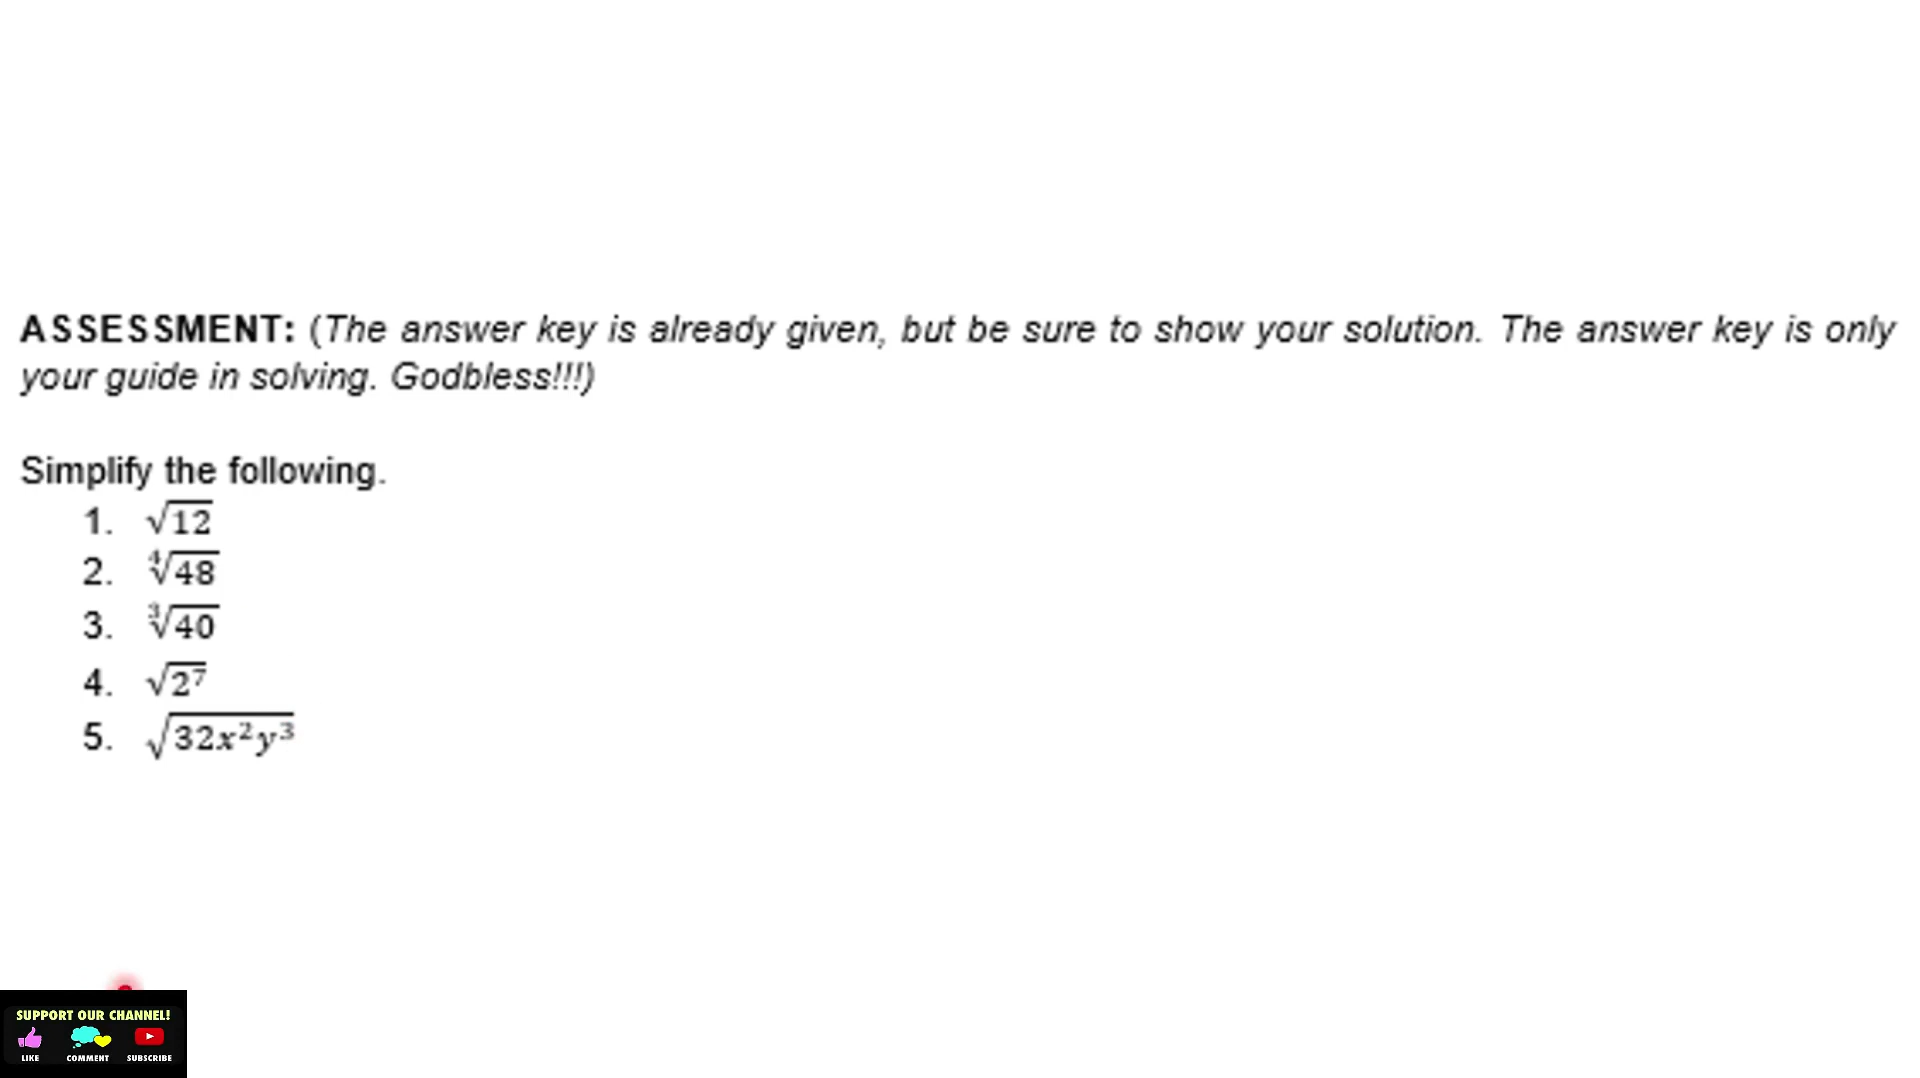 ASSESSMENT: (The answer key is already given, but be sure to show your solution. The answer key is only
your guide in solving. Godbless!!!)
Simplify the following.
1. √12
2. ∜48
3. ∛40
4. √2⁷
5. √32x²y³
SUPPORT OUR CHANNEL!
LIKE COMMENT SUBSCRIBE